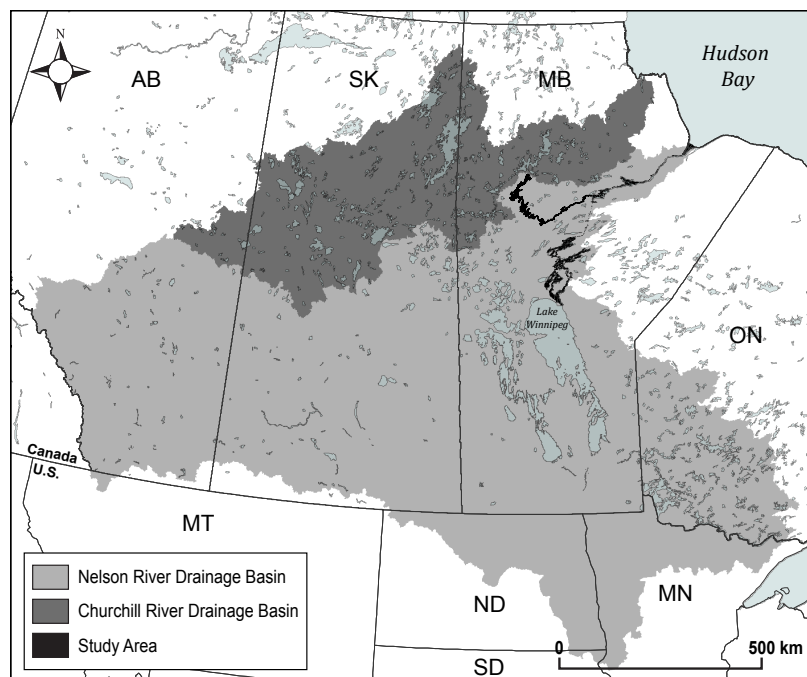 N
AB
SK
MB
Hudson
Bay
Lake
Winnipeg
ON
Canada
U.S.
MT
ND
MN
SD
Nelson River Drainage Basin
Churchill River Drainage Basin
Study Area
0
500 km